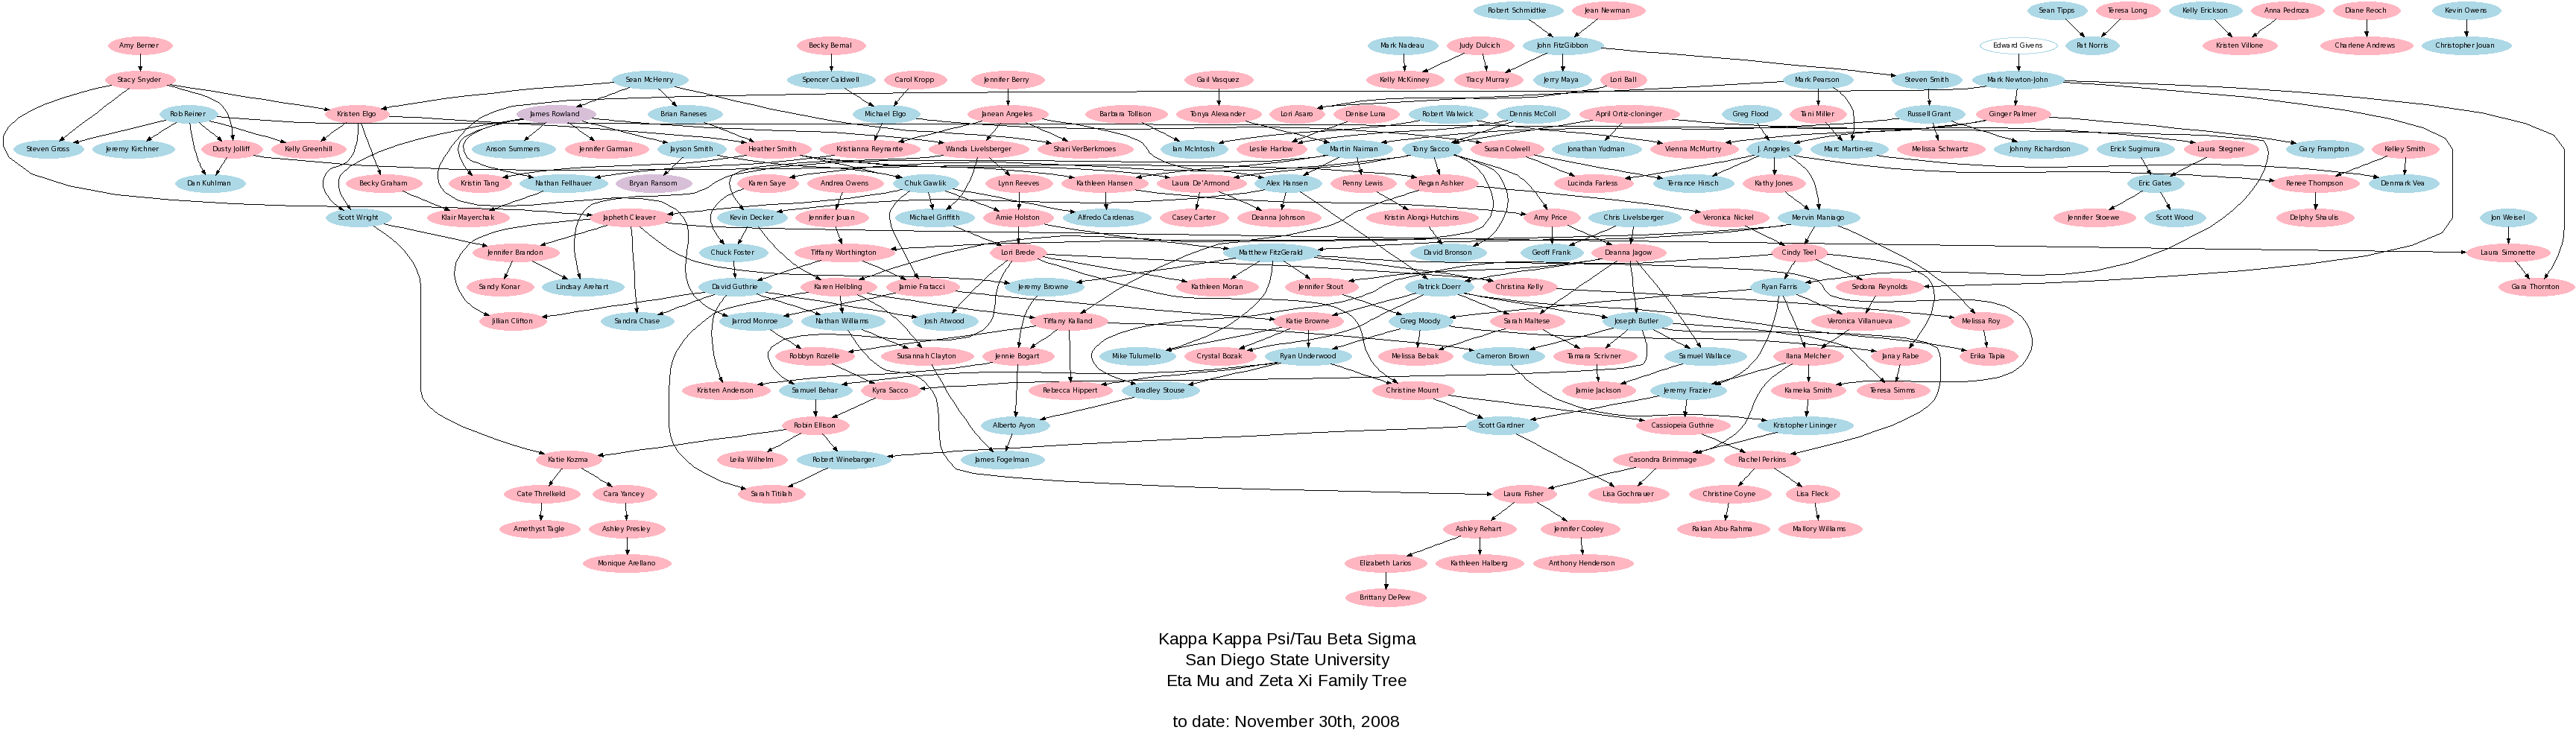 Robert Schmidtke Jean Newman Sean Tipps Teresa Long Kelly Erickson Anna Pedroza Diane Reoch Kevin Owens
Amy Berner Becky Bernal Mark Nadeau Judy Dulcich John FitzGibbon Edward Givens Pat Norris Kristen Villone Charlene Andrews Christopher Jouan
Stacy Snyder Sean McHenry Spencer Caldwell Carol Kropp Jennifer Berry Gail Vasquez Kelly McKinney Tracy Murray Jerry Maya Lori Ball Mark Pearson Steven Smith Mark Newton-John
Rob Reiner Kristen Elgo James Rowland Brian Raneses Michael Elgo Janean Angeles Barbara Tollison Tonya Alexander Lori Asaro Denise Luna Robert Walwick Dennis McColl April Ortiz-cloninger Greg Flood Tani Miller Russell Grant Ginger Palmer
Steven Gross Jeremy Kirchner Dusty Jolliff Kelly Greenhill Anson Summers Jennifer Garman Jayson Smith Heather Smith Kristianna Reynante Wanda Livelsberger Shari VerBerkmoes Ian McIntosh Leslie Harlow Martin Naiman Tony Sacco Susan Colwell Jonathan Yudman Vienna McMurtry J. Angeles Marc Martin-ez Melissa Schwartz Johnny Richardson Erick Sugimura Laura Stegner Gary Frampton Kelley Smith
Dan Kuhlman Becky Graham Kristin Tang Nathan Fellhauer Bryan Ransom Karen Saye Andrea Owens Chuk Gawlik Lynn Reeves Kathleen Hansen Laura De'Armond Alex Hansen Penny Lewis Regan Ashker Lucinda Farless Terrance Hirsch Kathy Jones Eric Gates Renee Thompson Denmark Vea
Scott Wright Klair Mayerchak Japheth Cleaver Kevin Decker Jennifer Jouan Michael Griffith Amie Holston Alfredo Cardenas Casey Carter Deanna Johnson Kristin Along-Hutchins Amy Price Chris Livelsberger Veronica Nickel Mervin Maniago Jennifer Stoewe Scott Wood Delphy Shaulis Jon Weisel
Jennifer Brandon Chuck Foster Tiffany Worthington Lori Brede Matthew FitzGerald David Bronson Geoff Frank Deanna Jagow Cindy Teel Laura Simonette
Sandy Konar Lindsay Arehart David Guthrie Karen Helbling Jamie Fratacci Jeremy Browne Kathleen Moran Jennifer Stout Patrick Doerr Christina Kelly Ryan Farris Sedona Reynolds Gara Thornton
Jillian Clifton Sandra Chase Jarrod Monroe Nathan Williams Josh Atwood Tiffany Kalland Katie Browne Greg Moody Sarah Maltese Joseph Butler Veronica Villanueva Melissa Roy
Robbyn Rozelle Susannah Clayton Jennie Bogart Mike Tulumello Crystal Bozak Ryan Underwood Melissa Bebak Cameron Brown Tamara Scrivner Samuel Wallace Ilana Melcher Janay Rabe Erika Tapia
Kristen Anderson Samuel Behar Kyra Sacco Rebecca Hippert Bradley Stouse Christine Mount Jamie Jackson Jeremy Frazier Kameka Smith Teresa Simms
Robin Ellison Alberto Ayon Scott Gardner Cassiopeia Guthrie Kristopher Lininger
Katie Kozma Leila Wilhelm Robert Winebarger James Fogelman Casondra Brimmage Rachel Perkins
Cate Threlkeld Cara Yancey Sarah Titilah Laura Fisher Lisa Gochnauer Christine Coyne Lisa Fleck
Amethyst Tagle Ashley Presley Ashley Rehart Jennifer Cooley Rakan Abu-Rahma Mallory Williams
Monique Arellano Elizabeth Larios Kathleen Halberg Anthony Henderson
Brittany DePew
Kappa Kappa Psi/Tau Beta Sigma
San Diego State University
Eta Mu and Zeta Xi Family Tree
to date: November 30th, 2008